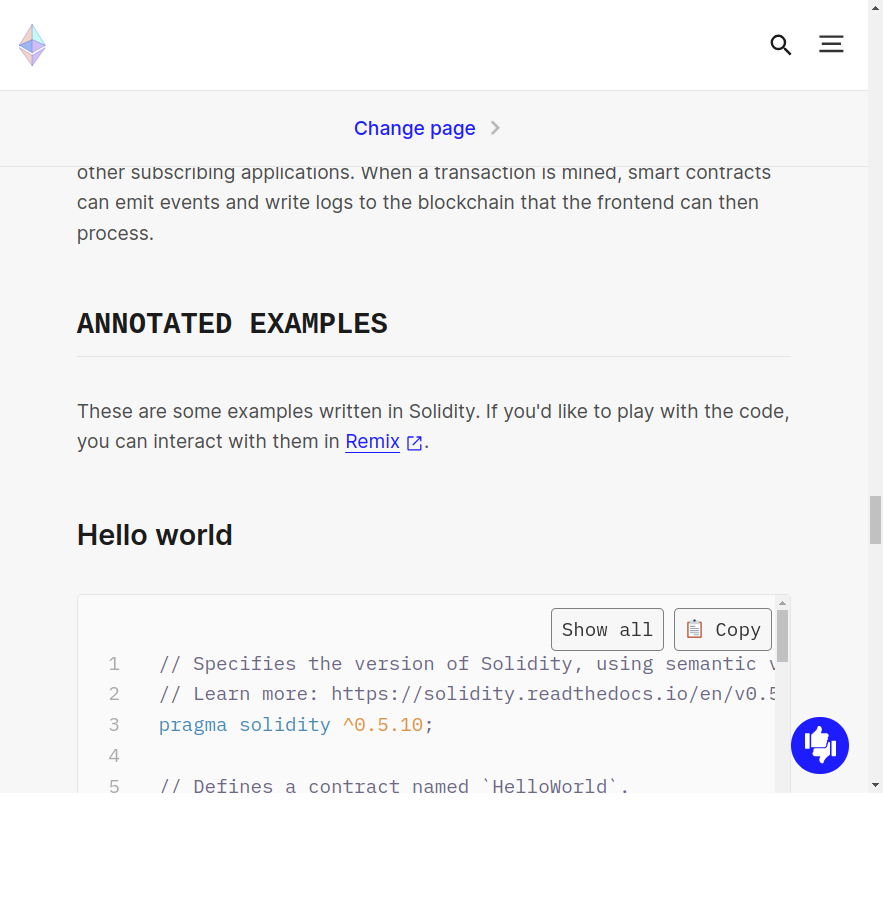 Change page
other subscribing applications. When a transaction is mined, smart contracts
can emit events and write logs to the blockchain that the frontend can then
process.
ANNOTATED EXAMPLES
These are some examples written in Solidity. If you'd like to play with the code,
you can interact with them in Remix.
Hello world
Show all Copy
1 // Specifies the version of Solidity, using semantic
2 // Learn more: https://solidity.readthedocs.io/en/v0.5
3 pragma solidity ^0.5.10;
4
5 // Defines a contract named `HelloWorld`.